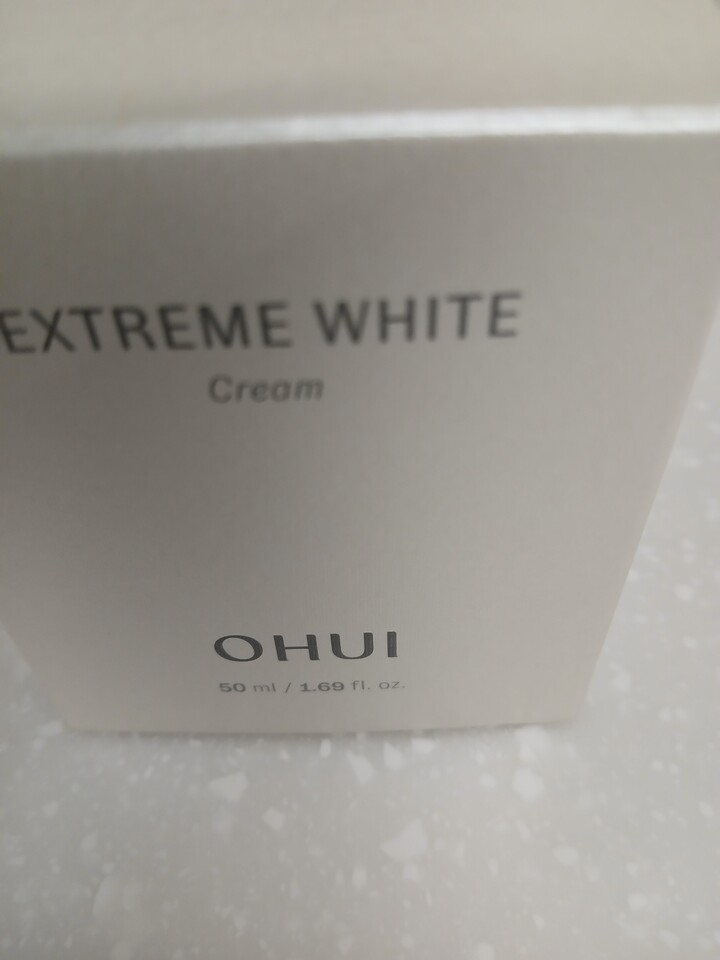 EXTREME WHITE
Cream
OHUI
50 ml / 1.69 fl. oz.